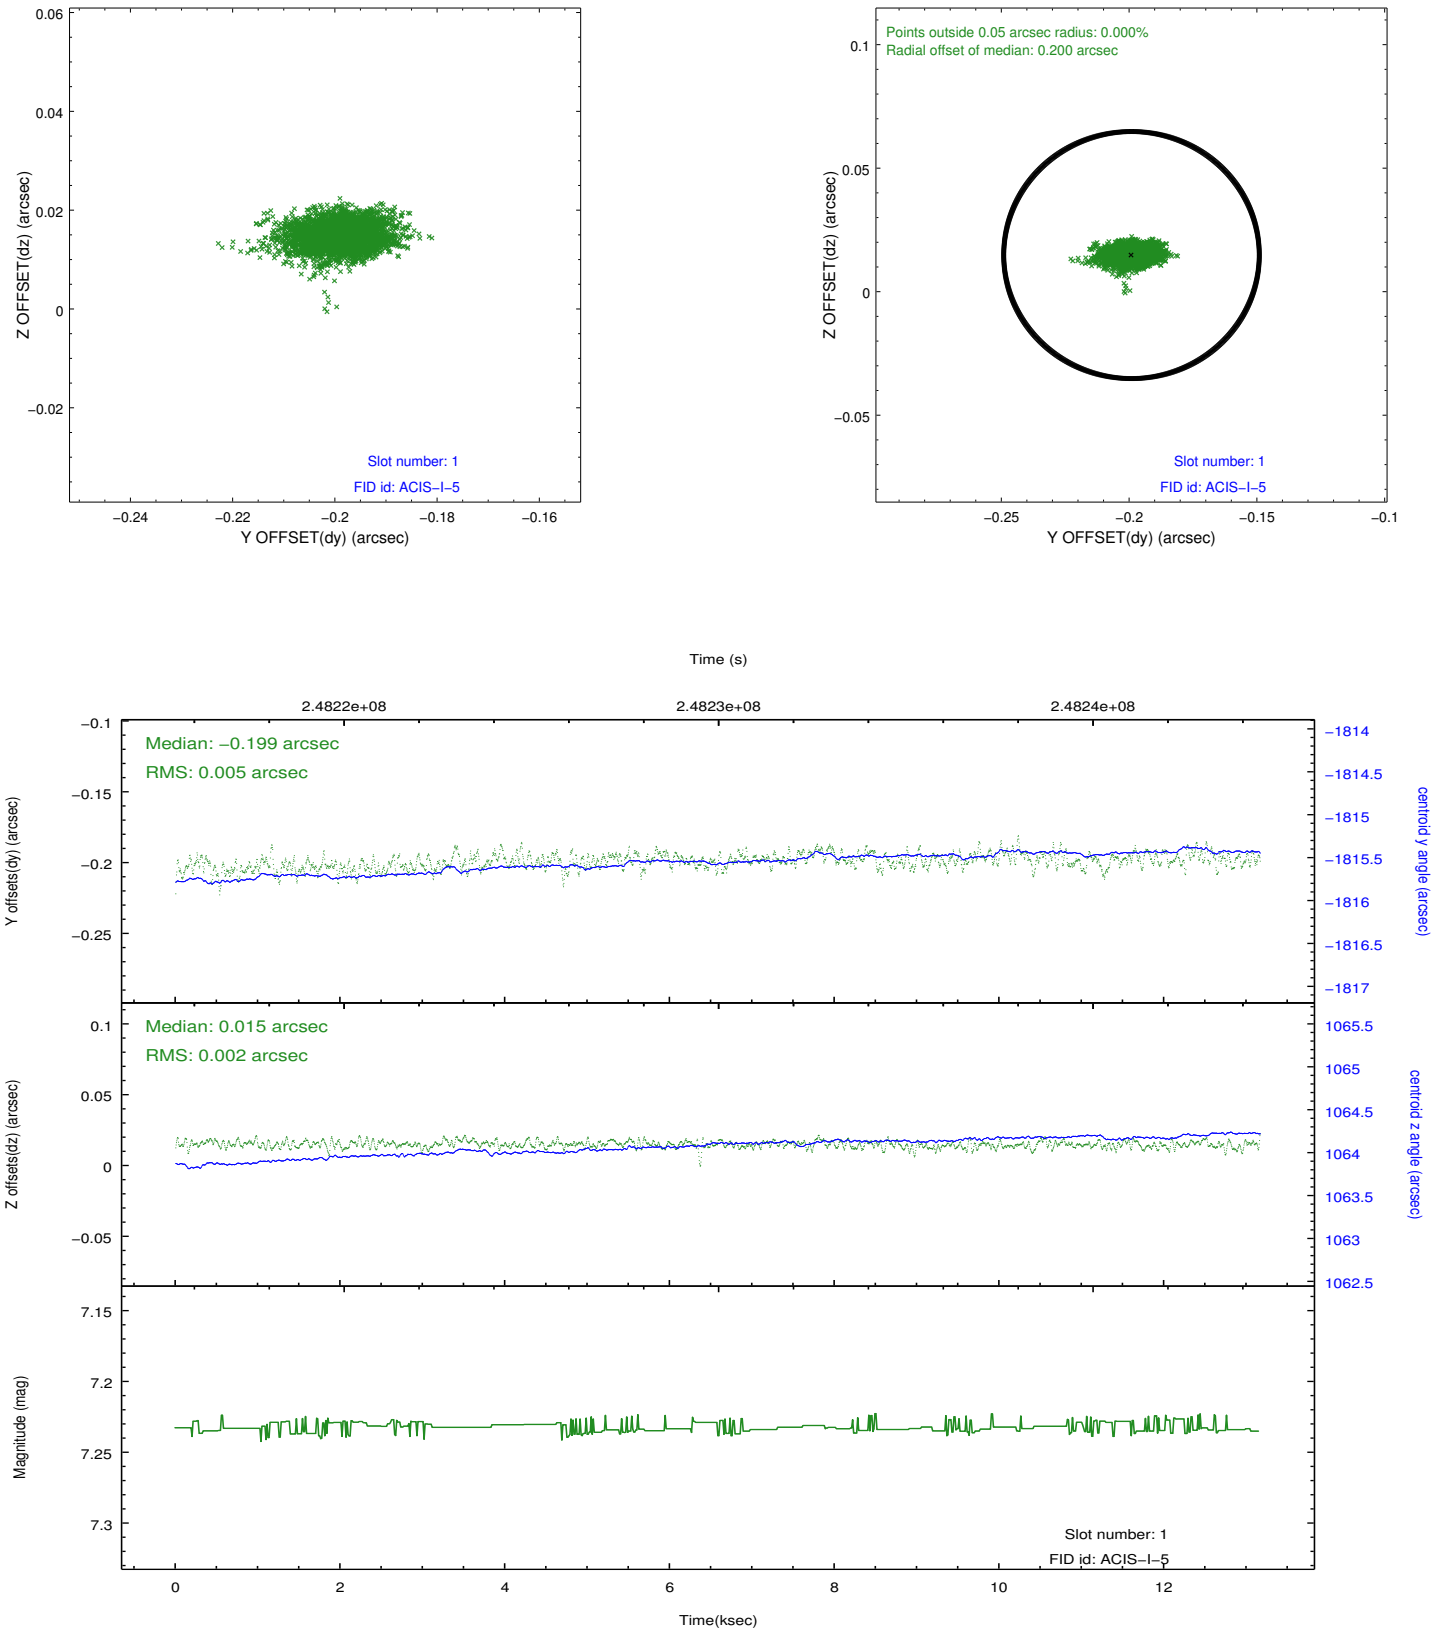 0.06
0.04
0.02
0
−0.02
Z OFFSET(dz) (arcsec)
Slot number: 1
FID id: ACIS−I−5
−0.24
−0.22
−0.2
−0.18
−0.16
Y OFFSET(dy) (arcsec)
Points outside 0.05 arcsec radius: 0.000%
Radial offset of median: 0.200 arcsec
0.1
0.05
0
−0.05
Z OFFSET(dz) (arcsec)
Slot number: 1
FID id: ACIS−I−5
−0.25
−0.2
−0.15
−0.1
Y OFFSET(dy) (arcsec)
Time (s)
2.4822e+08
2.4823e+08
2.4824e+08
Median: −0.199 arcsec
RMS: 0.005 arcsec
−0.1
−0.15
−0.2
−0.25
Y offsets(dy) (arcsec)
−1814
−1814.5
−1815
−1815.5
−1816
−1816.5
−1817
centroid y angle (arcsec)
Median: 0.015 arcsec
RMS: 0.002 arcsec
0.1
0.05
0
−0.05
Z offsets(dz) (arcsec)
1065.5
1065
1064.5
1064
1063.5
1063
1062.5
centroid z angle (arcsec)
7.15
7.2
7.25
7.3
Magnitude (mag)
Slot number: 1
FID id: ACIS−I−5
0
2
4
6
8
10
12
Time(ksec)